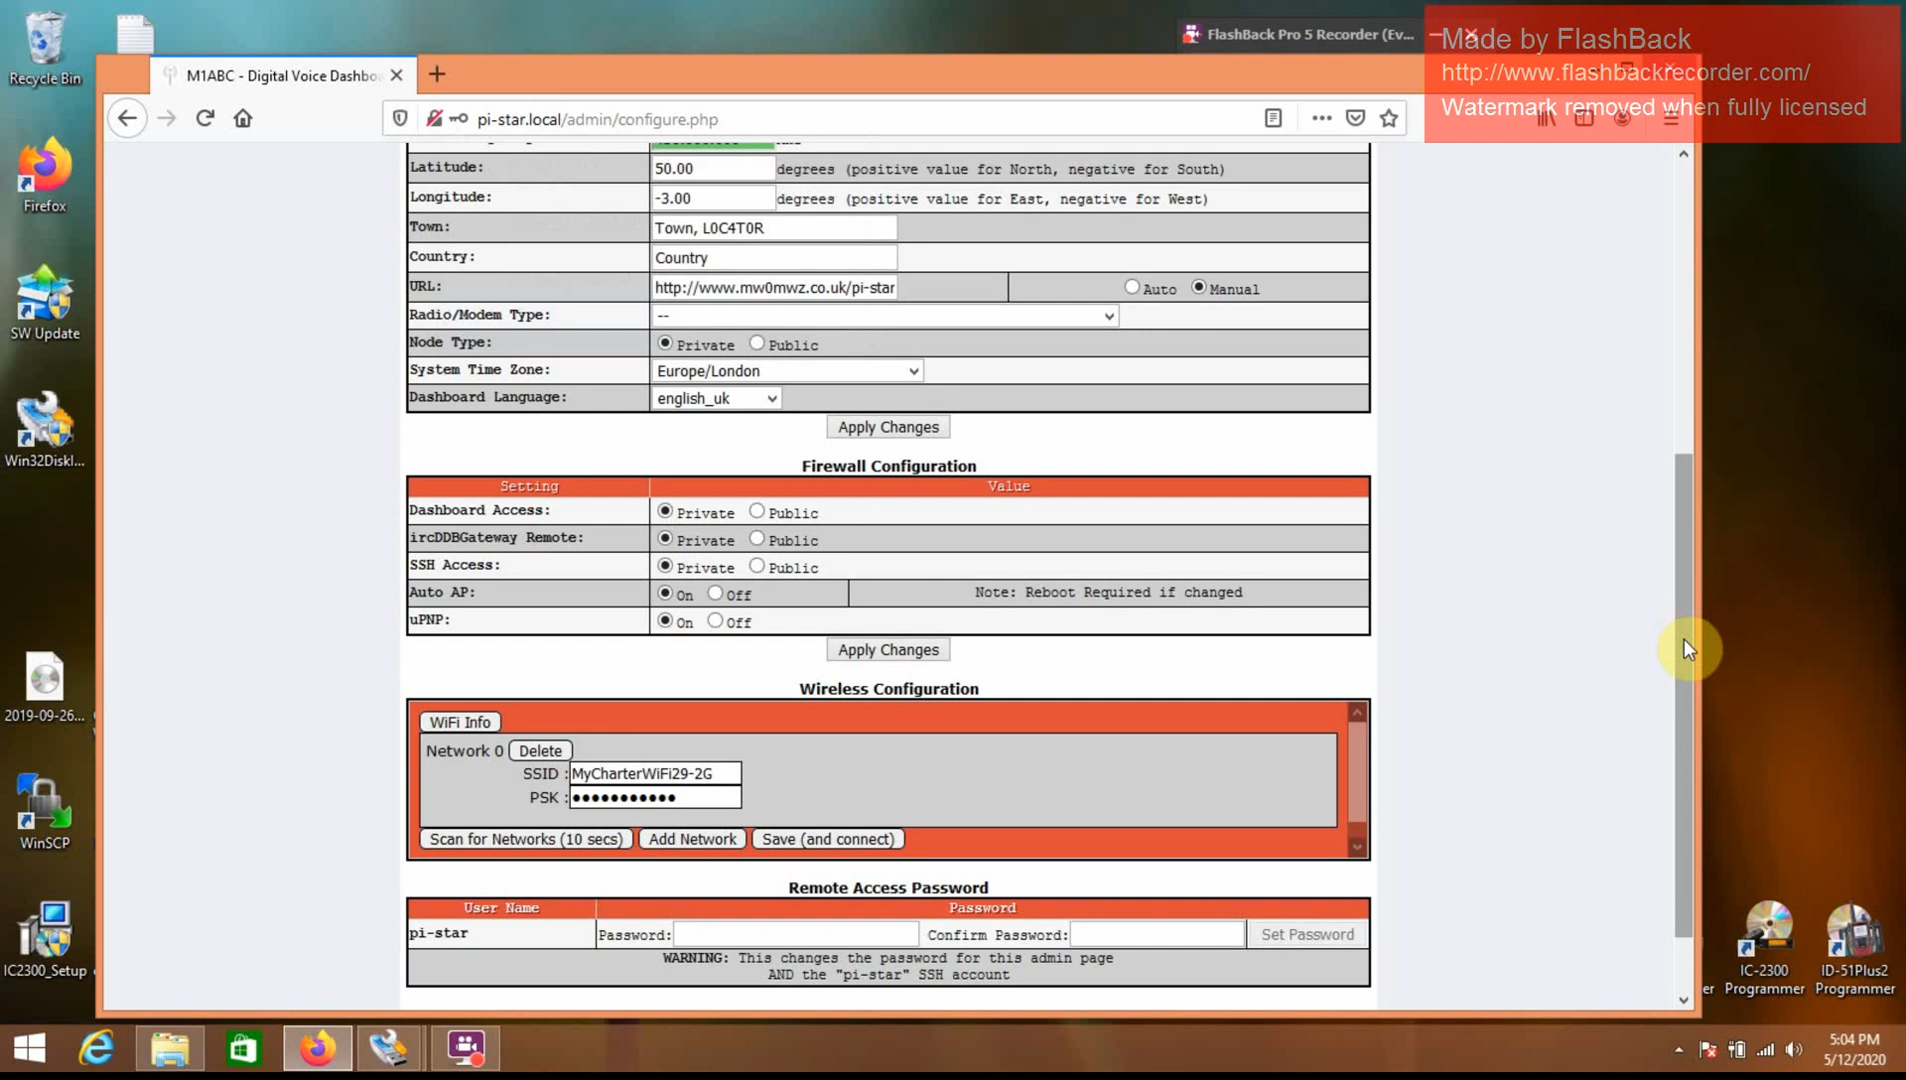 Recycle Bin
Firefox
SW Update
Win32DiskI...
2019-09-26...
WinSCP
IC2300_Setup
FlashBack Pro 5 Recorder (Ev...
Made by FlashBack
http://www.flashbackrecorder.com/
Watermark removed when fully licensed
M1ABC - Digital Voice Dashbo
pi-star.local/admin/configure.php
Latitude: 50.00 degrees (positive value for North, negative for South)
Longitude: -3.00 degrees (positive value for East, negative for West)
Town: Town, L0C4T0R
Country: Country
URL: http://www.mw0mwz.co.uk/pi-star Auto Manual
Radio/Modem Type: --
Node Type: Private Public
System Time Zone: Europe/London
Dashboard Language: english_uk
Apply Changes
Firewall Configuration
Setting Value
Dashboard Access: Private Public
ircDDBGateway Remote: Private Public
SSH Access: Private Public
Auto AP: On Off Note: Reboot Required if changed
uPNP: On Off
Apply Changes
Wireless Configuration
WiFi Info
Network 0 Delete
SSID : MyCharterWiFi29-2G
PSK : •••••••••••
Scan for Networks (10 secs) Add Network Save (and connect)
Remote Access Password
User Name Password
pi-star Password: Confirm Password: Set Password
WARNING: This changes the password for this admin page
AND the "pi-star" SSH account
IC-2300
Programmer
ID-51Plus2
Programmer
5:04 PM
5/12/2020